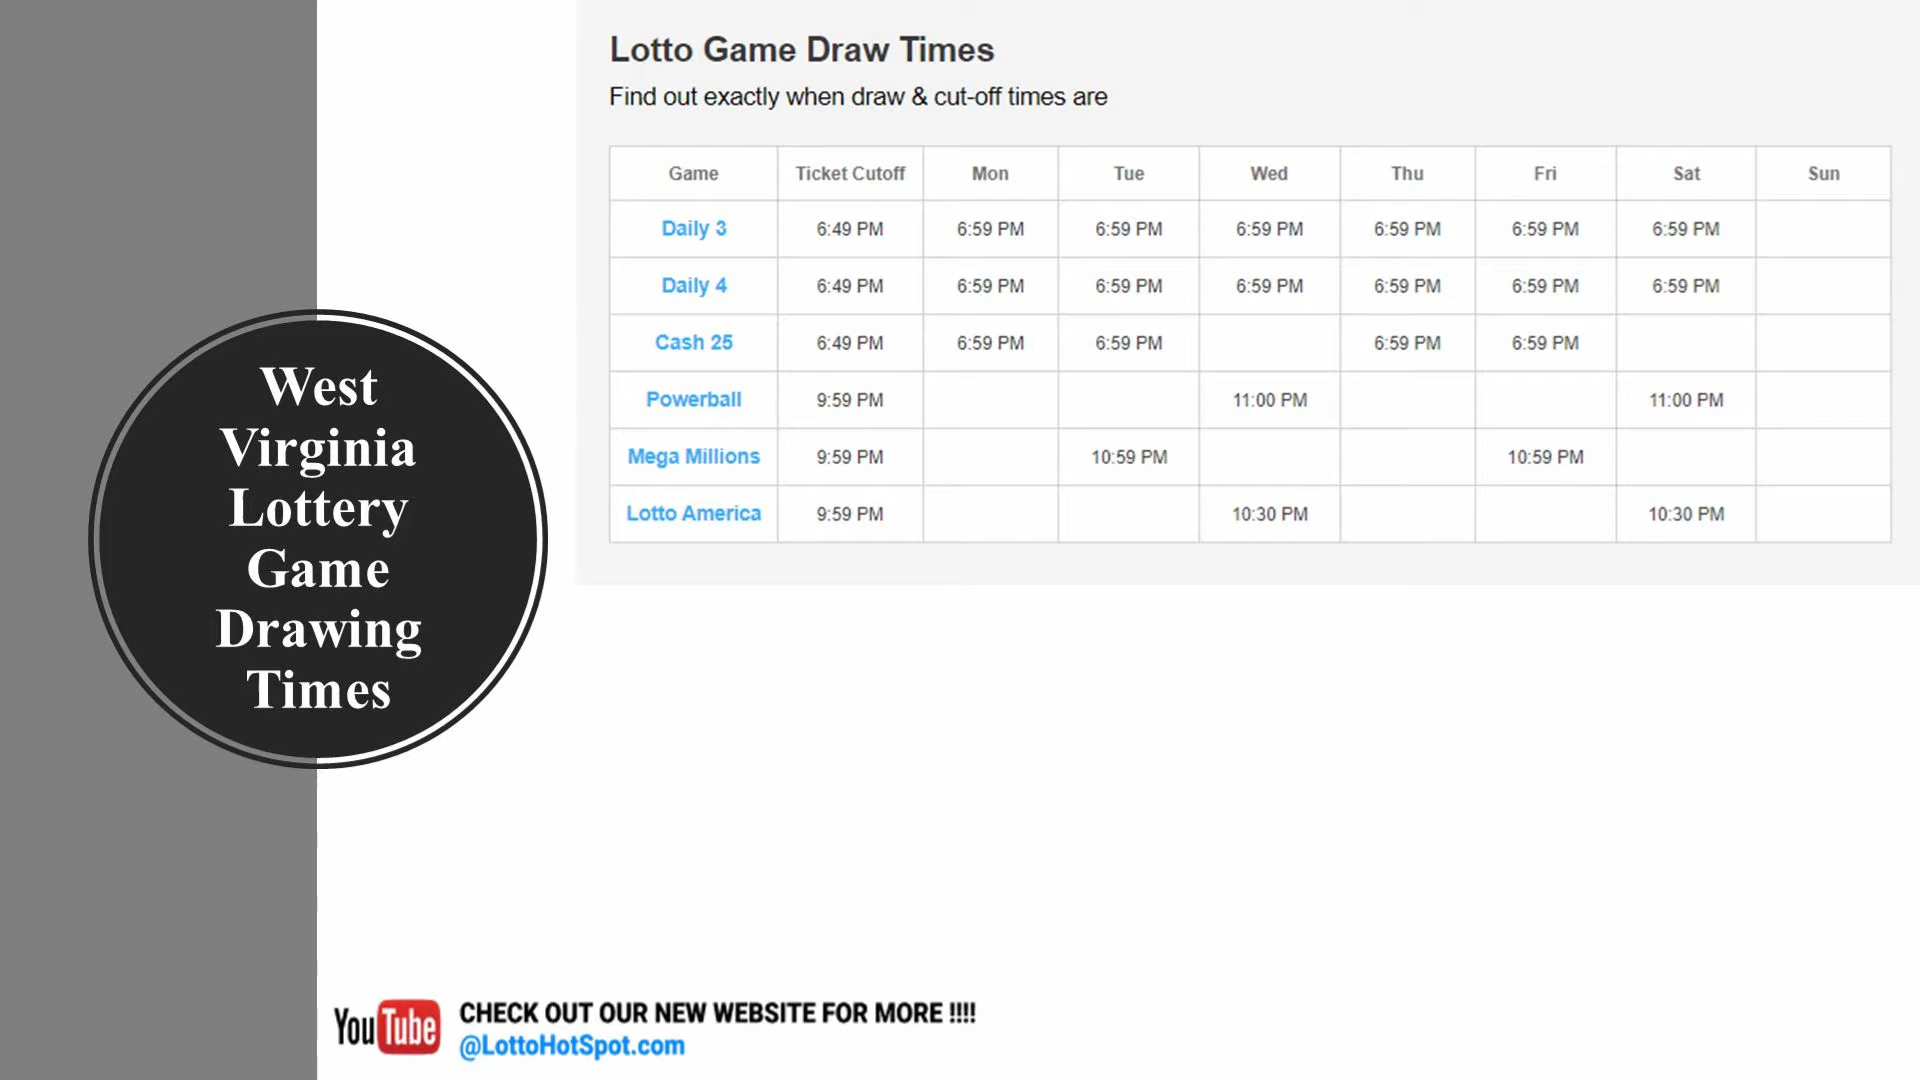 West
Virginia
Lottery
Game
Drawing
Times
Lotto Game Draw Times
Find out exactly when draw & cut-off times are
Game Ticket Cutoff Mon Tue Wed Thu Fri Sat Sun
Daily 3 6:49 PM 6:59 PM 6:59 PM 6:59 PM 6:59 PM 6:59 PM 6:59 PM
Daily 4 6:49 PM 6:59 PM 6:59 PM 6:59 PM 6:59 PM 6:59 PM 6:59 PM
Cash 25 6:49 PM 6:59 PM 6:59 PM 6:59 PM 6:59 PM
Powerball 9:59 PM 11:00 PM 11:00 PM
Mega Millions 9:59 PM 10:59 PM 10:59 PM
Lotto America 9:59 PM 10:30 PM 10:30 PM
YouTube CHECK OUT OUR NEW WEBSITE FOR MORE !!!!
@LottoHotSpot.com